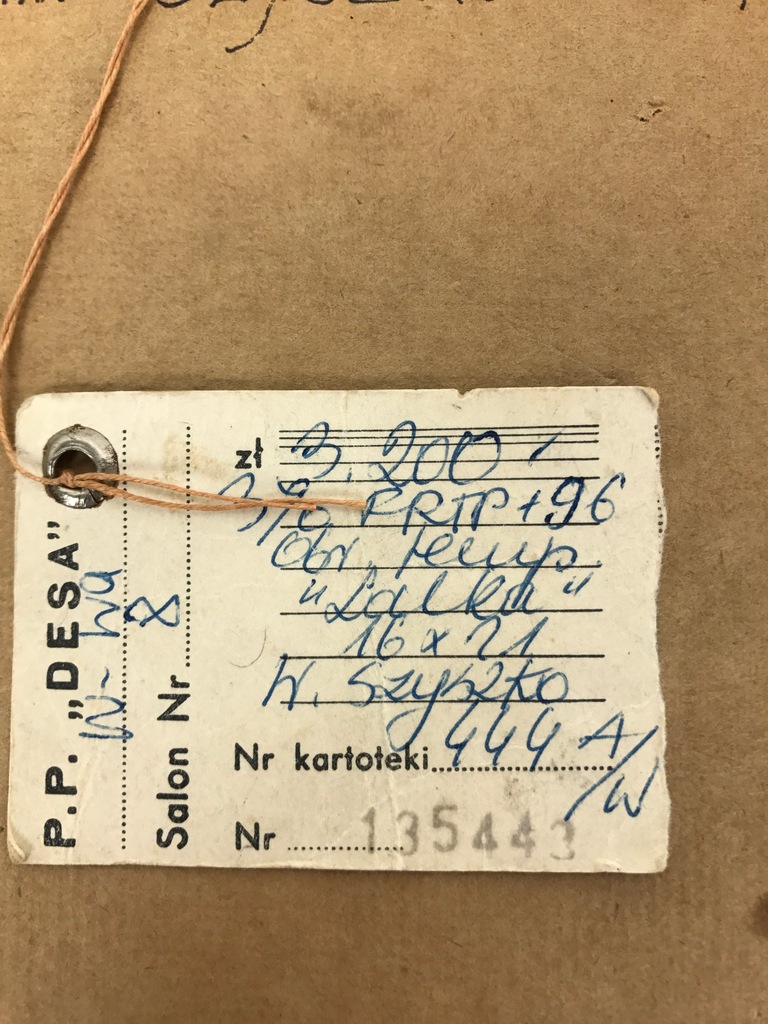 P.P. „DESA”
W-wa
Salon Nr 8
zł 3.200
3% PRTP + 96
Obr. temp.
"Lalka"
16 x 21
W. Szyszko
Nr kartoteki 444 A/W
Nr 135443